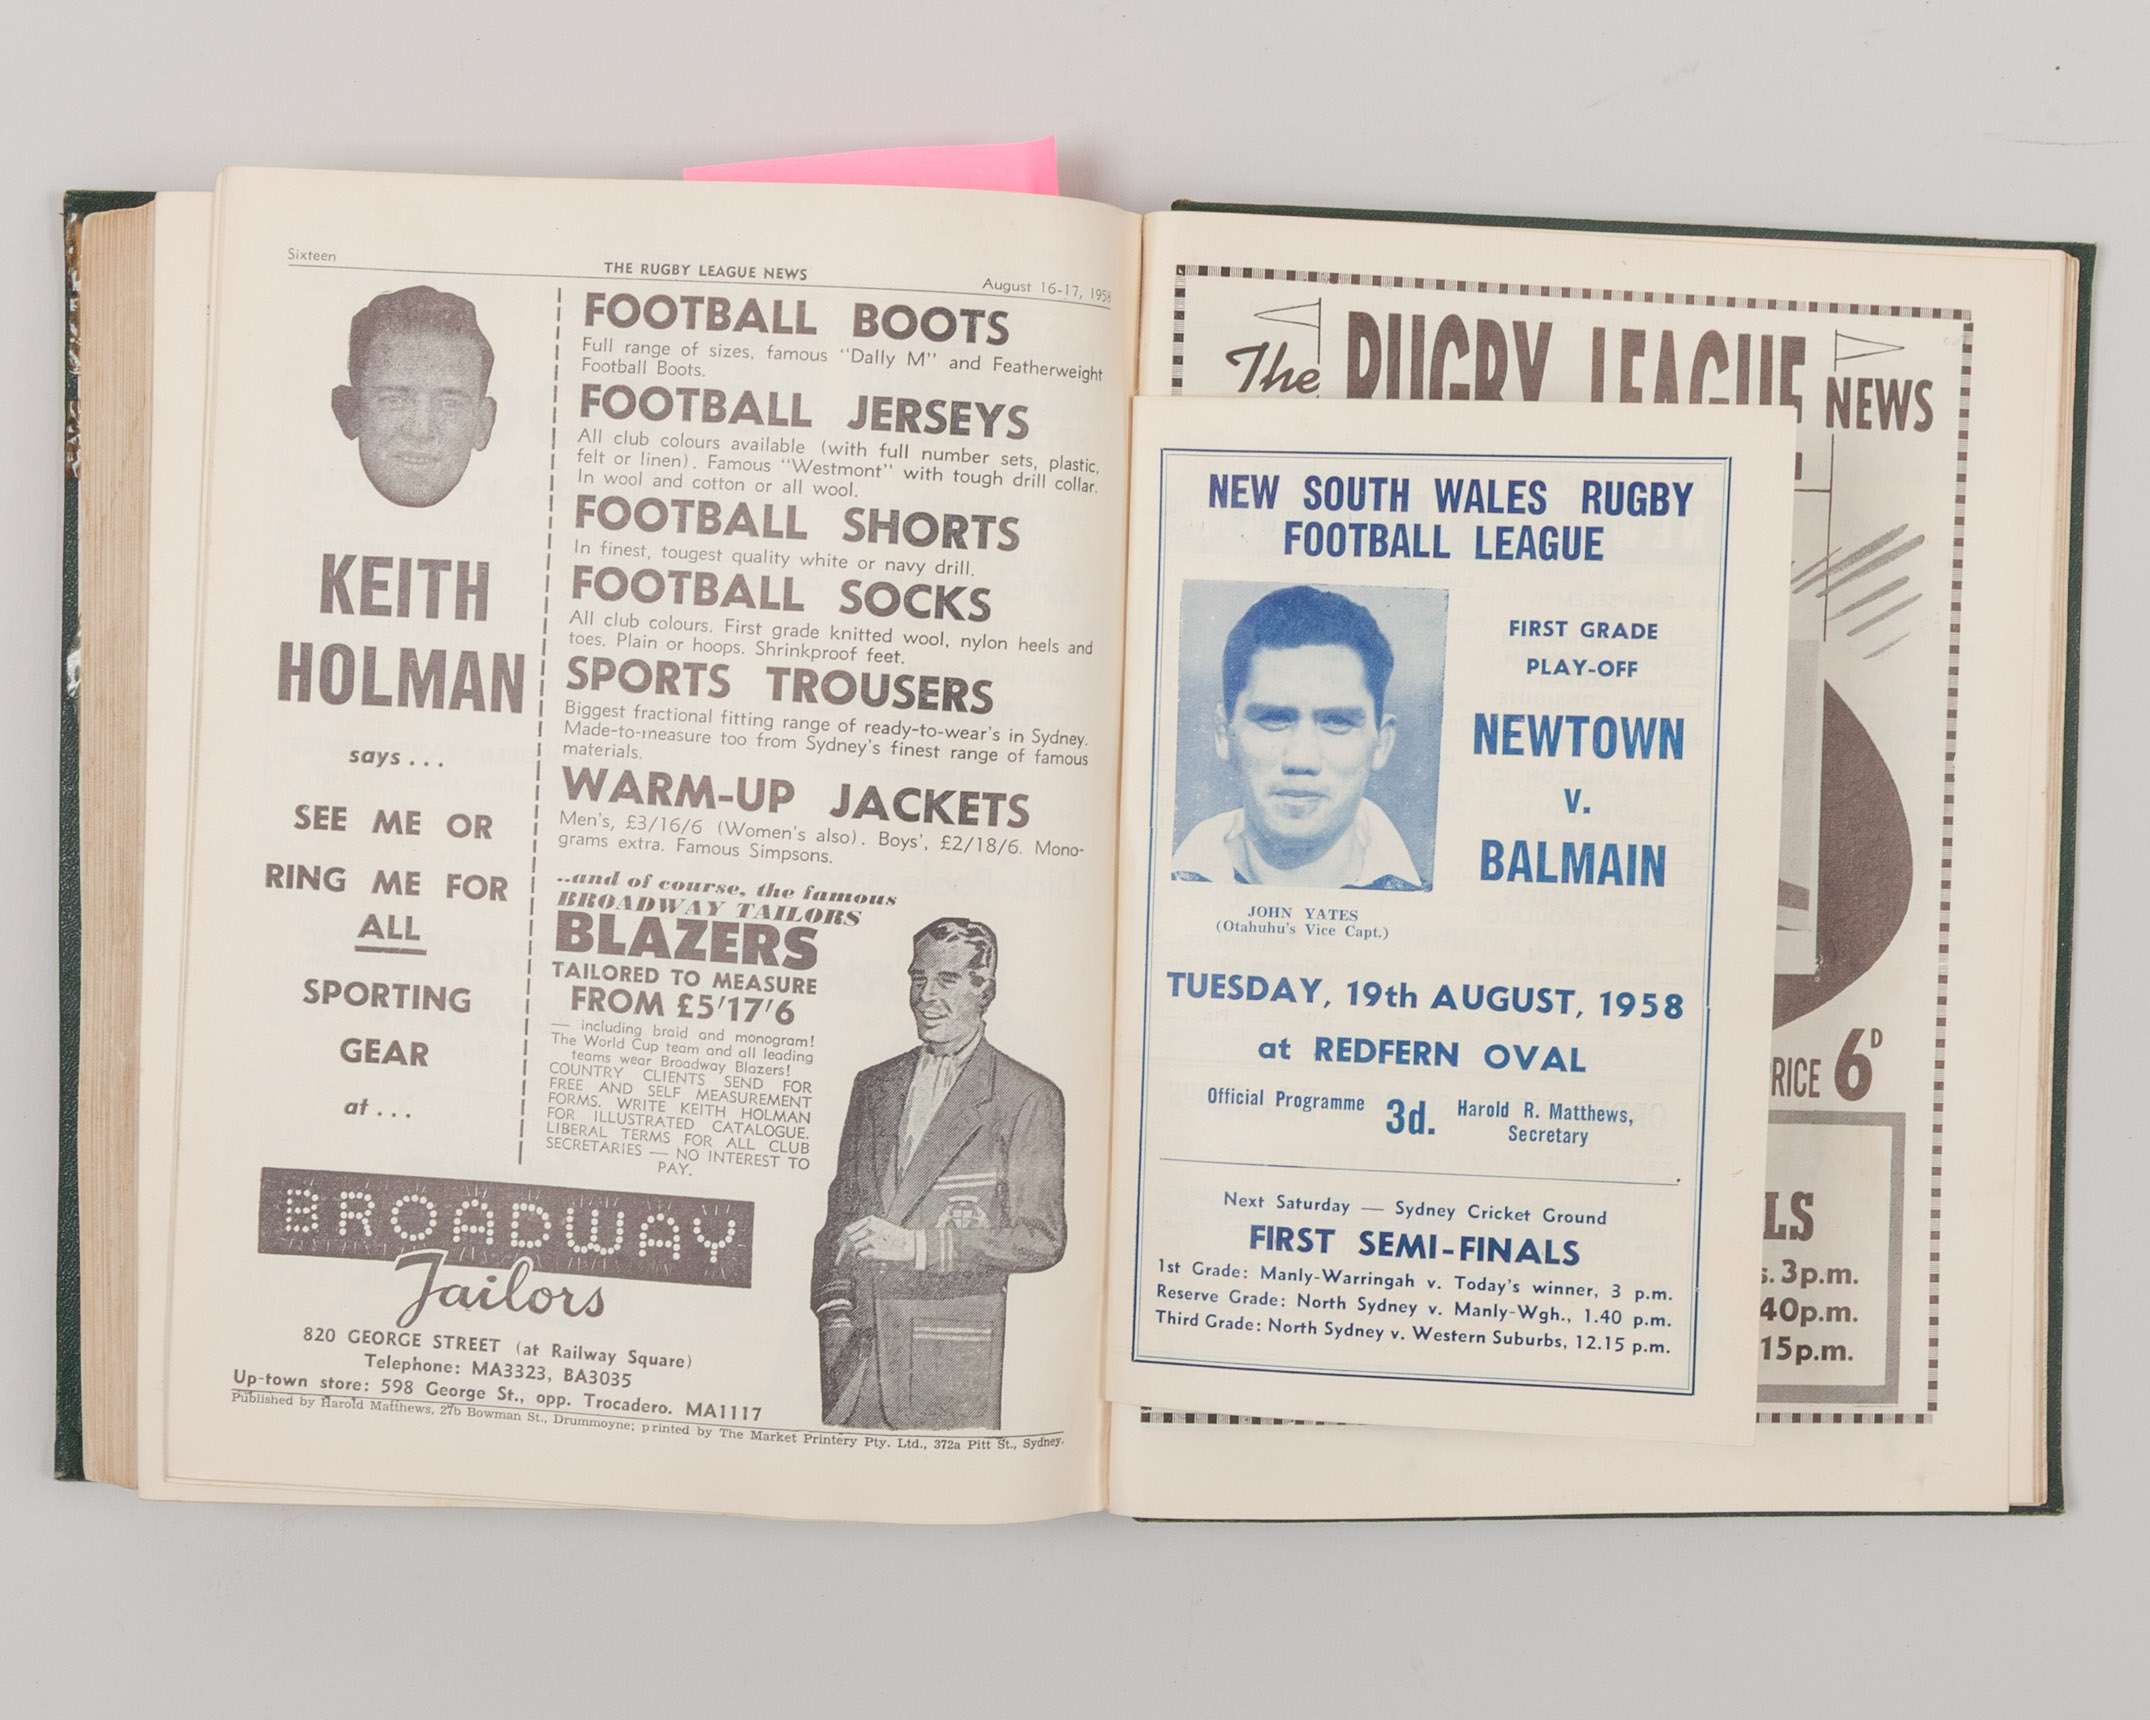 Sixteen
THE RUGBY LEAGUE NEWS
August 16-17, 1958
KEITH
HOLMAN
says . . .
SEE ME OR
RING ME FOR
ALL
SPORTING
GEAR
at . . .
FOOTBALL BOOTS
Full range of sizes, famous "Dally M" and Featherweight
Football Boots.
FOOTBALL JERSEYS
All club colours available (with full number sets, plastic,
felt or linen). Famous "Westmont" with tough drill collar.
In wool and cotton or all wool.
FOOTBALL SHORTS
In finest, tougest quality white or navy drill.
FOOTBALL SOCKS
All club colours. First grade knitted wool, nylon heels and
toes. Plain or hoops. Shrinkproof feet.
SPORTS TROUSERS
Biggest fractional fitting range of ready-to-wear's in Sydney.
Made-to-measure too from Sydney's finest range of famous
materials.
WARM-UP JACKETS
Men's, £3/16/6 (Women's also). Boys', £2/18/6. Mono-
grams extra. Famous Simpsons.
..and of course, the famous
BROADWAY TAILORS
BLAZERS
TAILORED TO MEASURE
FROM £5'17'6
— including braid and monogram!
The World Cup team and all leading
teams wear Broadway Blazers!
COUNTRY CLIENTS SEND FOR
FREE AND SELF MEASUREMENT
FORMS. WRITE KEITH HOLMAN
FOR ILLUSTRATED CATALOGUE.
LIBERAL TERMS FOR ALL CLUB
SECRETARIES — NO INTEREST TO
PAY.
BROADWAY
Tailors
820 GEORGE STREET (at Railway Square)
Telephone: MA3323, BA3035
Up-town store: 598 George St., opp. Trocadero. MA1117
Published by Harold Matthews, 27b Bowman St., Drummoyne; printed by The Market Printery Pty. Ltd., 372a Pitt St., Sydney.
The RUGBY LEAGUE NEWS
NEW SOUTH WALES RUGBY
FOOTBALL LEAGUE
FIRST GRADE
PLAY-OFF
NEWTOWN
v.
BALMAIN
JOHN YATES
(Otahuhu's Vice Capt.)
TUESDAY, 19th AUGUST, 1958
at REDFERN OVAL
Official Programme 3d. Harold R. Matthews,
Secretary
Next Saturday — Sydney Cricket Ground
FIRST SEMI-FINALS
1st Grade: Manly-Warringah v. Today's winner, 3 p.m.
Reserve Grade: North Sydney v. Manly-Wgh., 1.40 p.m.
Third Grade: North Sydney v. Western Suburbs, 12.15 p.m.
RICE 6D
LS
s. 3p.m.
40p.m.
15p.m.